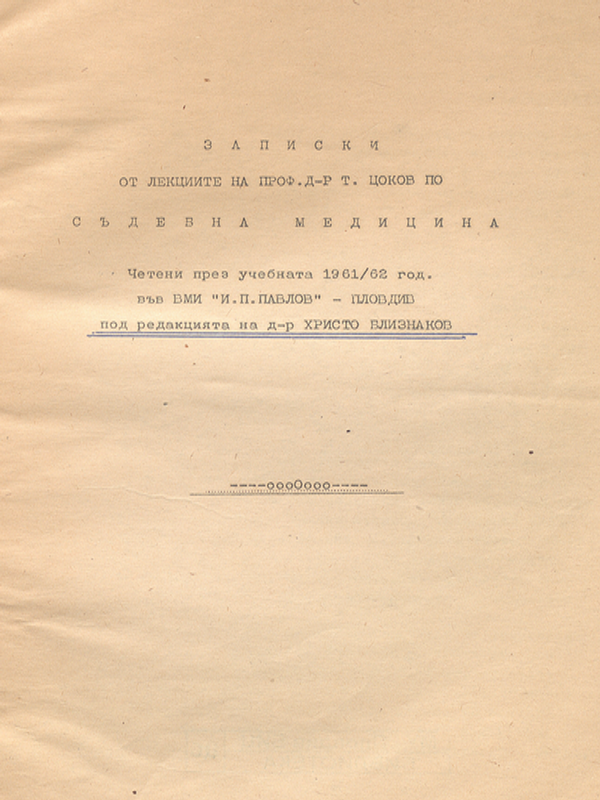 З А П И С К И
ОТ ЛЕКЦИИТЕ НА ПРОФ.Д-Р Т. ЦОКОВ ПО
С Ъ Д Е Б Н А М Е Д И Ц И Н А
Четени през учебната 1961/62 год.
във ВМИ "И.П.ПАВЛОВ" - ПЛОВДИВ
под редакцията на д-р ХРИСТО БЛИЗНАКОВ
----оооОооо----